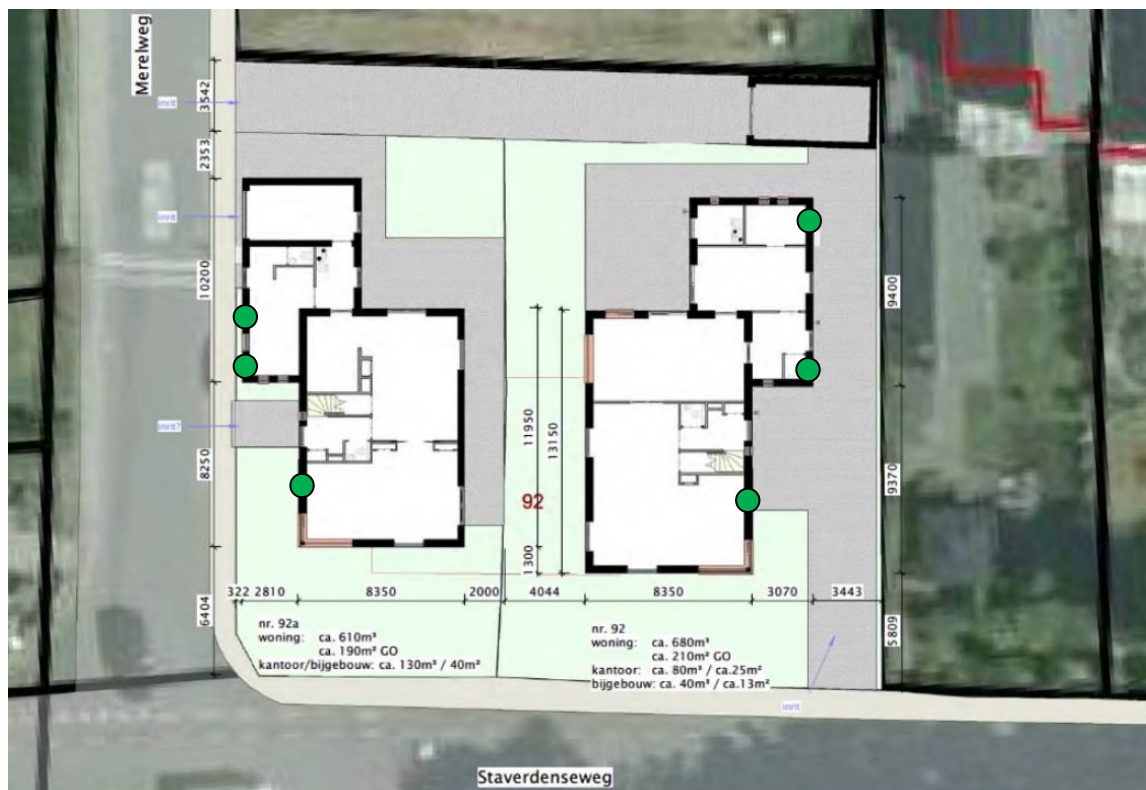 Merelweg
inrit
3542
2353
inrit
10200
9400
inrit?
8250
11950
13150
92
1300
9370
322 2810 8350 2000 4044 8350 3070 3443
6404
5809
nr. 92a
woning: ca. 610m³
ca. 190m² GO
kantoor/bijgebouw: ca. 130m³ / 40m²
nr. 92
woning: ca. 680m³
ca. 210m² GO
kantoor: ca. 80m³ / ca.25m²
bijgebouw: ca. 40m³ / ca.13m²
inrit
Staverdenseweg